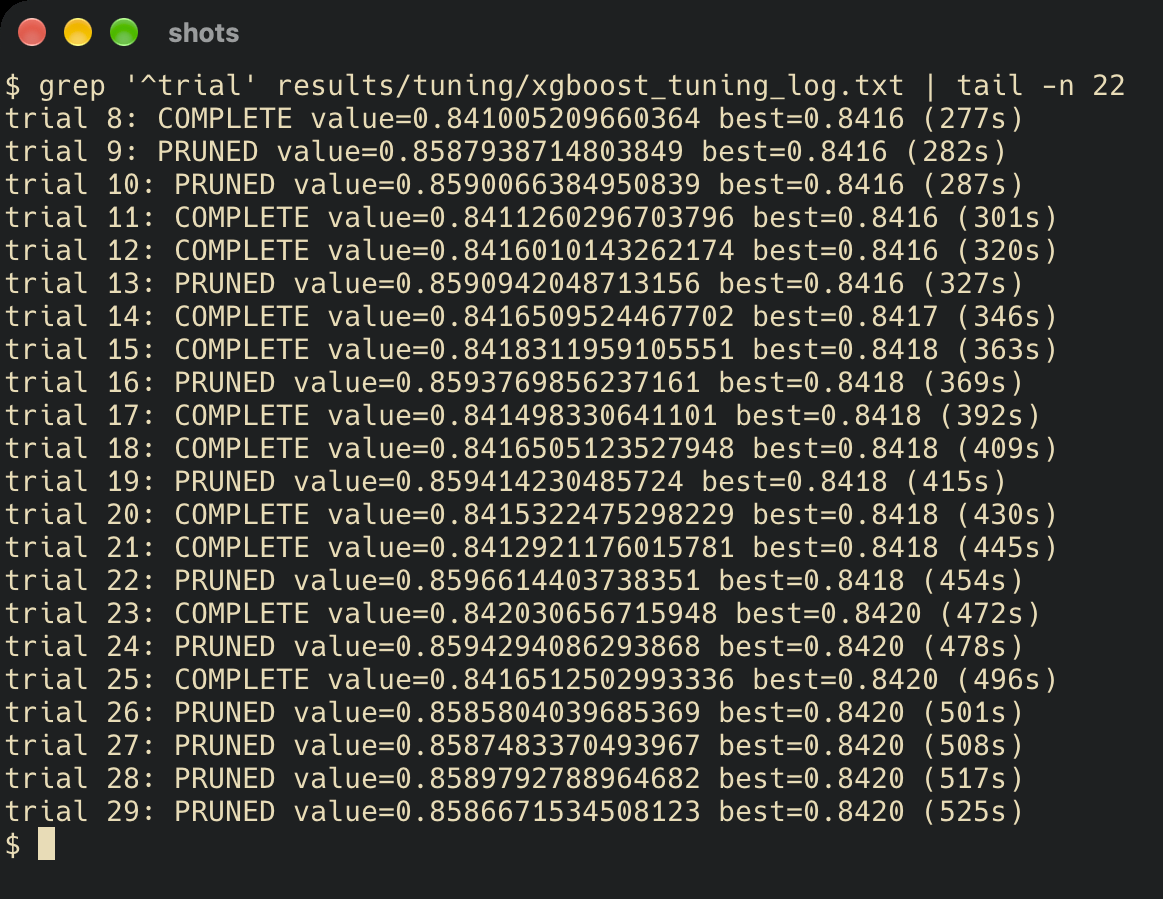 shots
$ grep '^trial' results/tuning/xgboost_tuning_log.txt | tail -n 22
trial 8: COMPLETE value=0.841005209660364 best=0.8416 (277s)
trial 9: PRUNED value=0.8587938714803849 best=0.8416 (282s)
trial 10: PRUNED value=0.8590066384950839 best=0.8416 (287s)
trial 11: COMPLETE value=0.8411260296703796 best=0.8416 (301s)
trial 12: COMPLETE value=0.8416010143262174 best=0.8416 (320s)
trial 13: PRUNED value=0.8590942048713156 best=0.8416 (327s)
trial 14: COMPLETE value=0.8416509524467702 best=0.8417 (346s)
trial 15: COMPLETE value=0.8418311959105551 best=0.8418 (363s)
trial 16: PRUNED value=0.8593769856237161 best=0.8418 (369s)
trial 17: COMPLETE value=0.841498330641101 best=0.8418 (392s)
trial 18: COMPLETE value=0.8416505123527948 best=0.8418 (409s)
trial 19: PRUNED value=0.859414230485724 best=0.8418 (415s)
trial 20: COMPLETE value=0.8415322475298229 best=0.8418 (430s)
trial 21: COMPLETE value=0.8412921176015781 best=0.8418 (445s)
trial 22: PRUNED value=0.8596614403738351 best=0.8418 (454s)
trial 23: COMPLETE value=0.842030656715948 best=0.8420 (472s)
trial 24: PRUNED value=0.8594294086293868 best=0.8420 (478s)
trial 25: COMPLETE value=0.8416512502993336 best=0.8420 (496s)
trial 26: PRUNED value=0.8585804039685369 best=0.8420 (501s)
trial 27: PRUNED value=0.8587483370493967 best=0.8420 (508s)
trial 28: PRUNED value=0.8589792788964682 best=0.8420 (517s)
trial 29: PRUNED value=0.8586671534508123 best=0.8420 (525s)
$